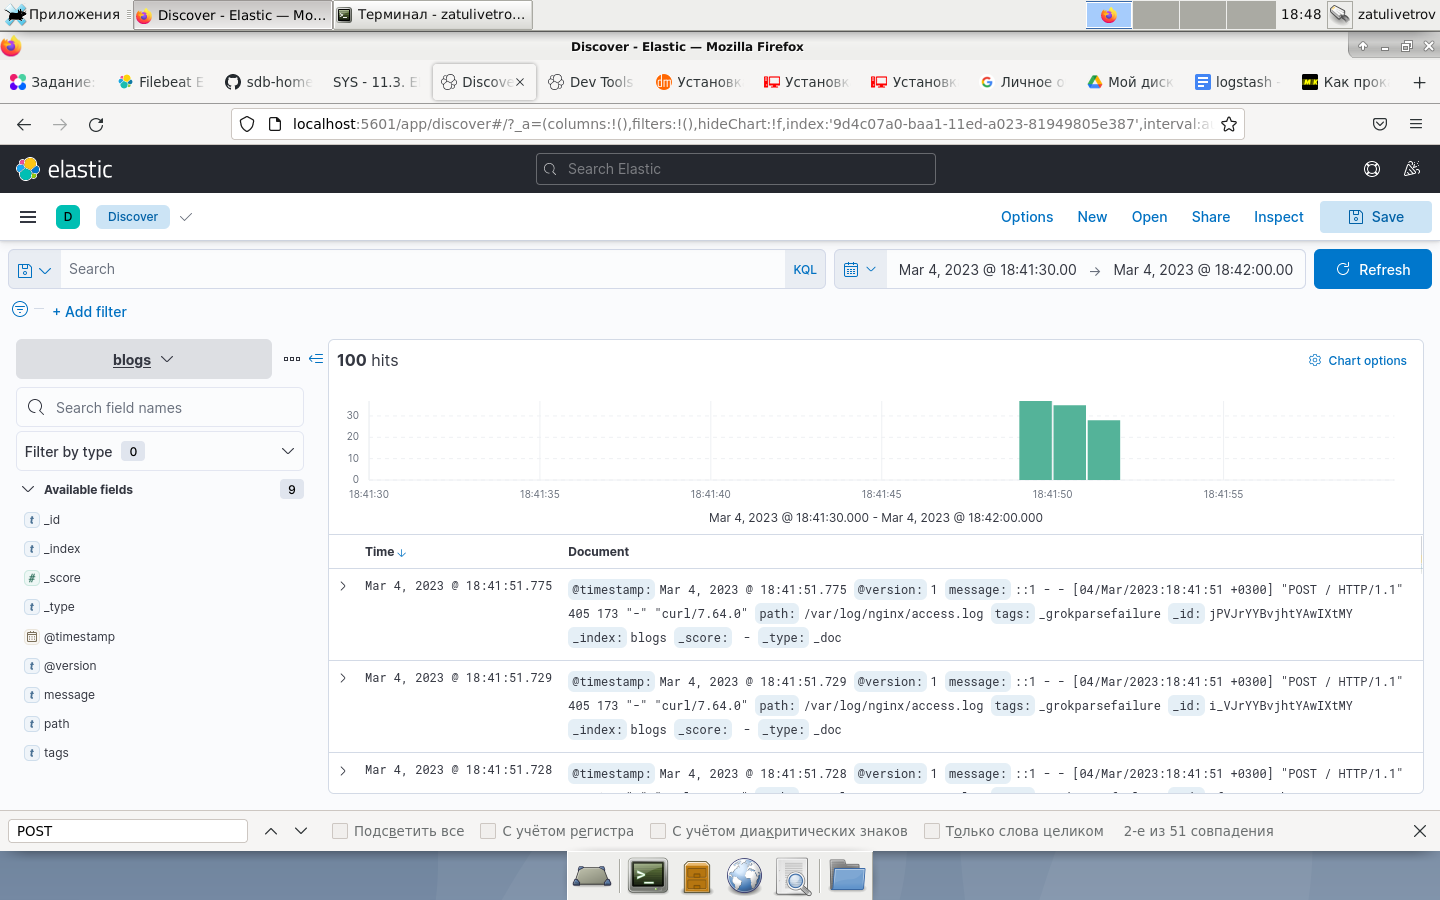 Приложения
Discover - Elastic — Mo...
Терминал - zatulivetro...
18:48
zatulivetrov
Discover - Elastic — Mozilla Firefox
Задание:
Filebeat E
sdb-home
SYS - 11.3. E
Discove
Dev Tools
Установк
Установк
Установк
Личное о
Мой диск
logstash -
Как прок
localhost:5601/app/discover#/?_a=(columns:!(),filters:!(),hideChart:!f,index:'9d4c07a0-baa1-11ed-a023-81949805e387',interval:au
elastic
Search Elastic
D
Discover
Options
New
Open
Share
Inspect
Save
Search
KQL
Mar 4, 2023 @ 18:41:30.00 → Mar 4, 2023 @ 18:42:00.00
Refresh
+ Add filter
blogs
Search field names
Filter by type 0
Available fields 9
t _id
t _index
# _score
t _type
@timestamp
t @version
t message
t path
t tags
100 hits
Chart options
30
20
10
0
18:41:30 18:41:35 18:41:40 18:41:45 18:41:50 18:41:55
Mar 4, 2023 @ 18:41:30.000 - Mar 4, 2023 @ 18:42:00.000
Time ↓ Document
Mar 4, 2023 @ 18:41:51.775 @timestamp: Mar 4, 2023 @ 18:41:51.775 @version: 1 message: ::1 - - [04/Mar/2023:18:41:51 +0300] "POST / HTTP/1.1"
405 173 "-" "curl/7.64.0" path: /var/log/nginx/access.log tags: _grokparsefailure _id: jPVJrYYBvjhtYAwIXtMY
_index: blogs _score: - _type: _doc
Mar 4, 2023 @ 18:41:51.729 @timestamp: Mar 4, 2023 @ 18:41:51.729 @version: 1 message: ::1 - - [04/Mar/2023:18:41:51 +0300] "POST / HTTP/1.1"
405 173 "-" "curl/7.64.0" path: /var/log/nginx/access.log tags: _grokparsefailure _id: i_VJrYYBvjhtYAwIXtMY
_index: blogs _score: - _type: _doc
Mar 4, 2023 @ 18:41:51.728 @timestamp: Mar 4, 2023 @ 18:41:51.728 @version: 1 message: ::1 - - [04/Mar/2023:18:41:51 +0300] "POST / HTTP/1.1"
POST
Подсветить все
С учётом регистра
С учётом диакритических знаков
Только слова целиком
2-е из 51 совпадения